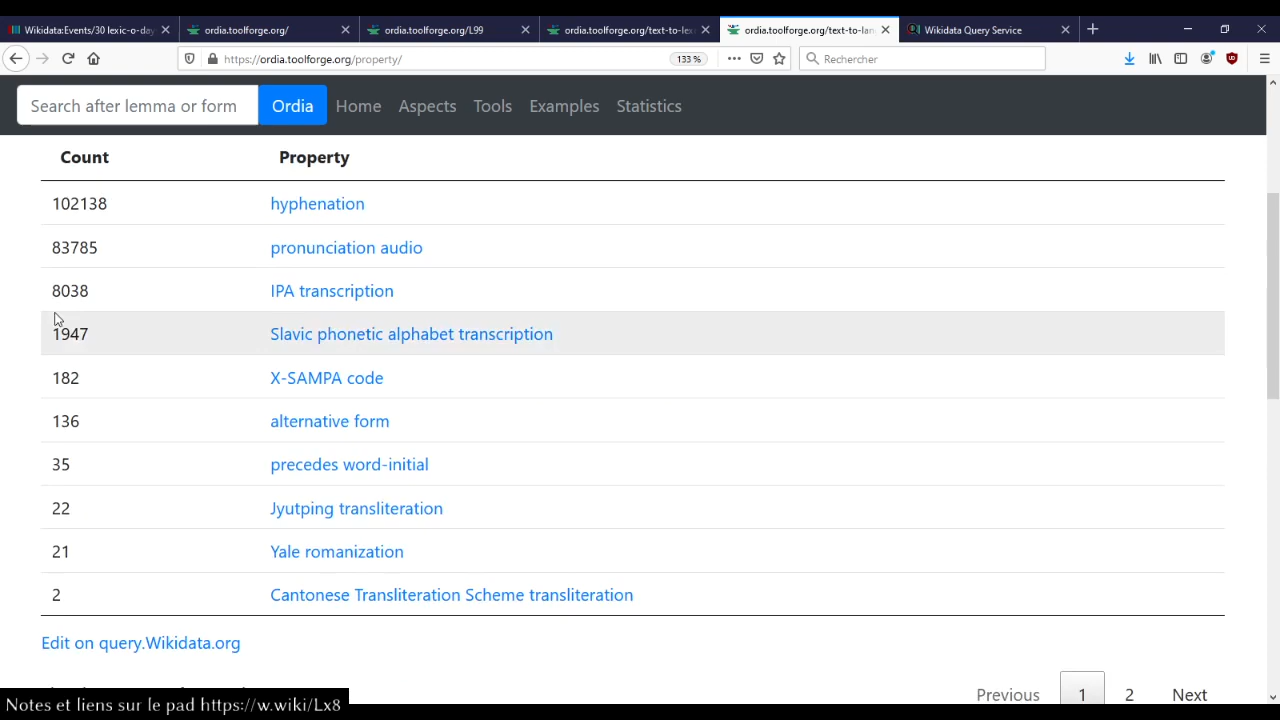 Wikidata:Events/30 lexic-o-day
ordia.toolforge.org/
ordia.toolforge.org/L99
ordia.toolforge.org/text-to-lex
ordia.toolforge.org/text-to-lan
Wikidata Query Service
https://ordia.toolforge.org/property/
133 %
Rechercher
Search after lemma or form
Ordia
Home
Aspects
Tools
Examples
Statistics
Count Property
102138 hyphenation
83785 pronunciation audio
8038 IPA transcription
1947 Slavic phonetic alphabet transcription
182 X-SAMPA code
136 alternative form
35 precedes word-initial
22 Jyutping transliteration
21 Yale romanization
2 Cantonese Transliteration Scheme transliteration
Edit on query.Wikidata.org
Previous 1 2 Next
Notes et liens sur le pad https://w.wiki/Lx8